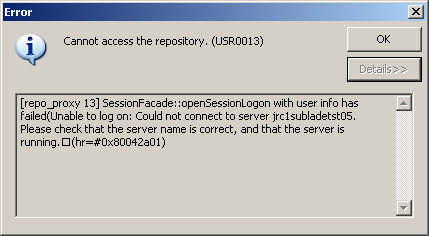 Error
Cannot access the repository. (USR0013)
OK
Details>>
[repo_proxy 13] SessionFacade::openSessionLogon with user info has
failed(Unable to log on: Could not connect to server jrc1subladetst05.
Please check that the server name is correct, and that the server is
running.□(hr=#0x80042a01)